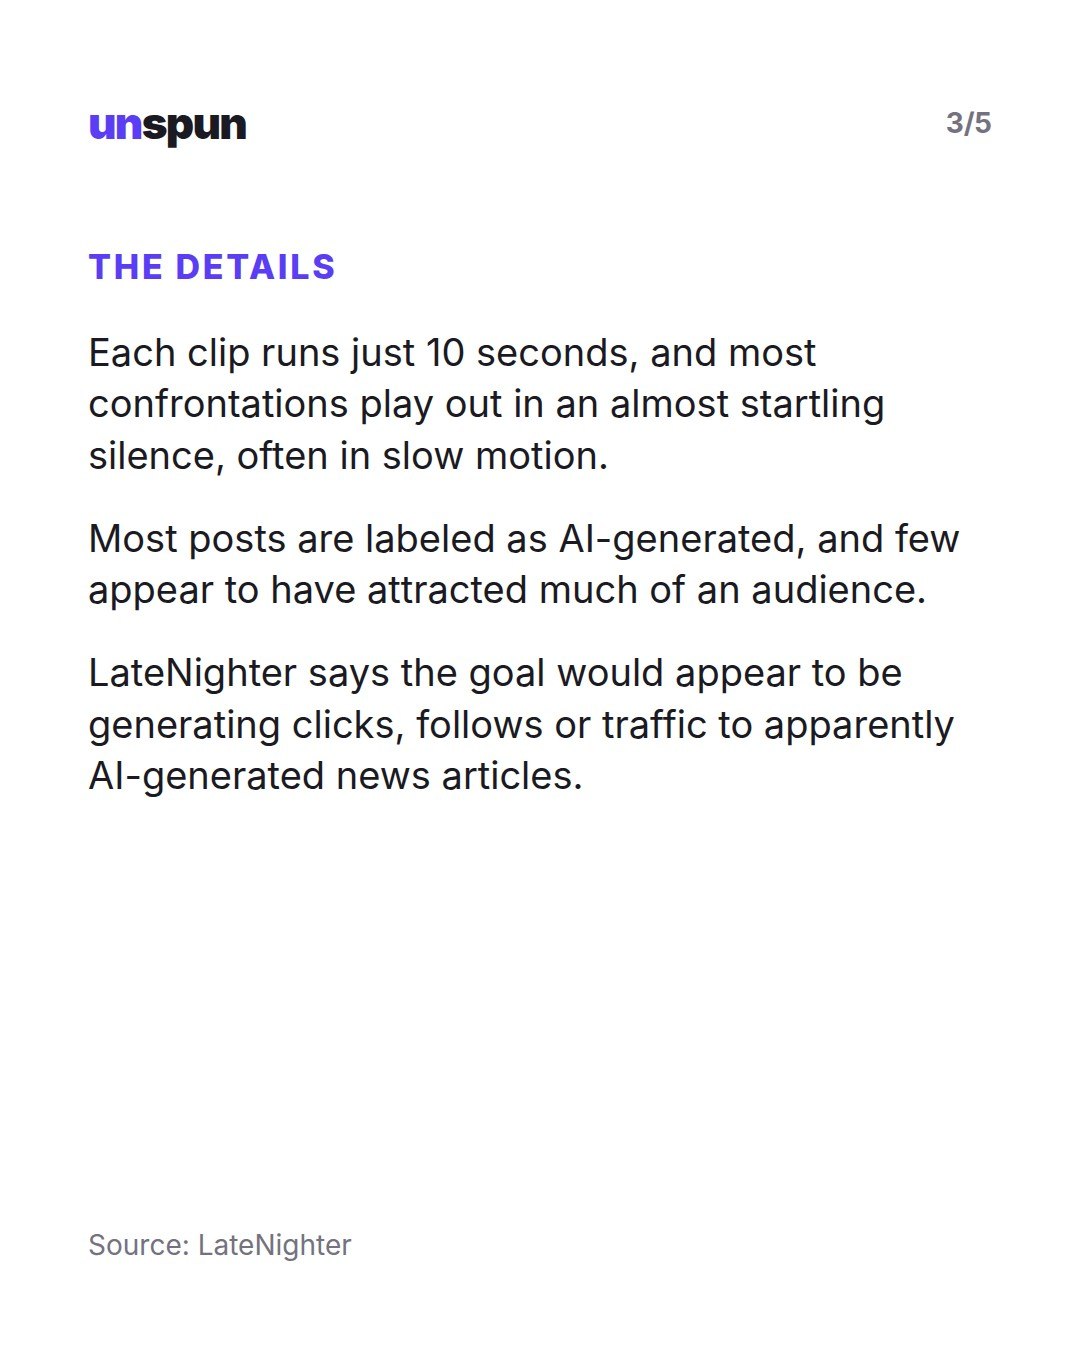 unspun
3/5
THE DETAILS
Each clip runs just 10 seconds, and most
confrontations play out in an almost startling
silence, often in slow motion.
Most posts are labeled as AI-generated, and few
appear to have attracted much of an audience.
LateNighter says the goal would appear to be
generating clicks, follows or traffic to apparently
AI-generated news articles.
Source: LateNighter